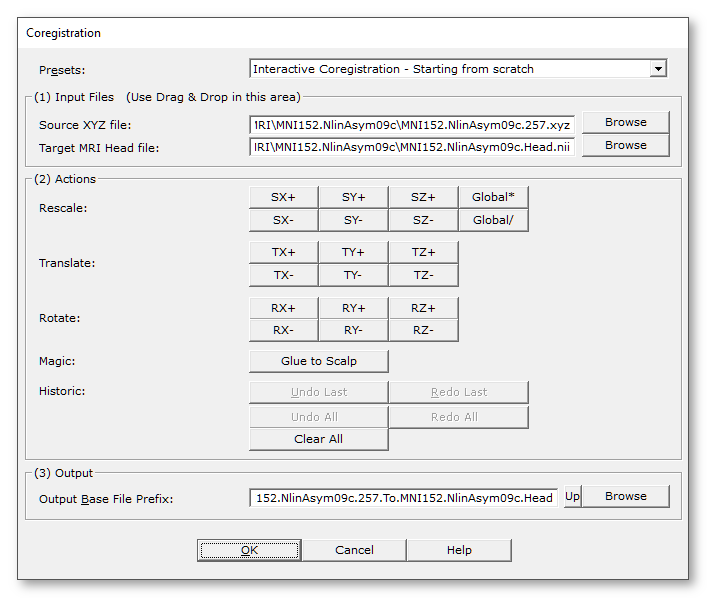 Coregistration
Presets: Interactive Coregistration - Starting from scratch
(1) Input Files (Use Drag & Drop in this area)
Source XYZ file: !RI\MNI152.NlinAsym09c\MNI152.NlinAsym09c.257.xyz Browse
Target MRI Head file: IRI\MNI152.NlinAsym09c\MNI152.NlinAsym09c.Head.nii Browse
(2) Actions
Rescale: SX+ SY+ SZ+ Global*
SX- SY- SZ- Global/
Translate: TX+ TY+ TZ+
TX- TY- TZ-
Rotate: RX+ RY+ RZ+
RX- RY- RZ-
Magic: Glue to Scalp
Historic: Undo Last Redo Last
Undo All Redo All
Clear All
(3) Output
Output Base File Prefix: 152.NlinAsym09c.257.To.MNI152.NlinAsym09c.Head Up Browse
OK Cancel Help